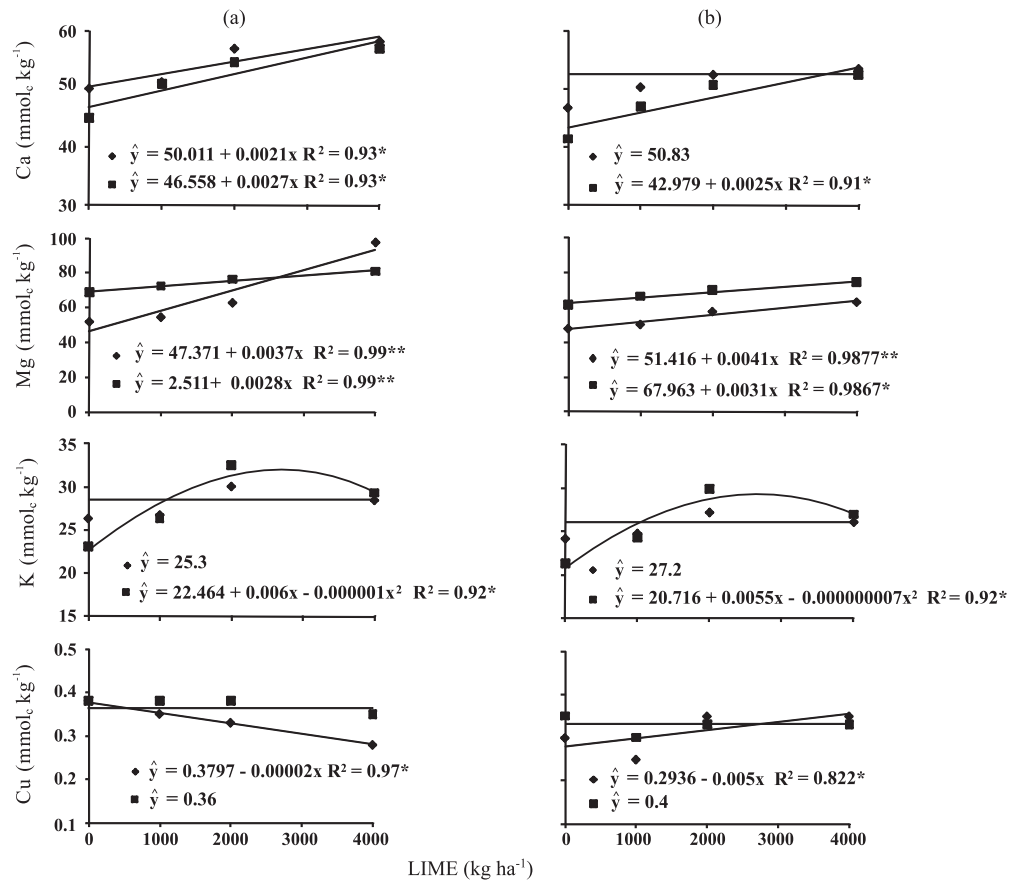 (a)
(b)
Ca (mmolc kg-1)
60
50
40
30
♦ ŷ = 50.011 + 0.0021x R² = 0.93*
■ ŷ = 46.558 + 0.0027x R² = 0.93*
♦ ŷ = 50.83
■ ŷ = 42.979 + 0.0025x R² = 0.91*
Mg (mmolc kg-1)
100
80
60
40
20
0
♦ ŷ = 47.371 + 0.0037x R² = 0.99**
■ ŷ = 2.511+ 0.0028x R² = 0.99**
♦ ŷ = 51.416 + 0.0041x R² = 0.9877**
■ ŷ = 67.963 + 0.0031x R² = 0.9867*
K (mmolc kg-1)
35
30
25
20
15
♦ ŷ = 25.3
■ ŷ = 22.464 + 0.006x - 0.000001x² R² = 0.92*
♦ ŷ = 27.2
■ ŷ = 20.716 + 0.0055x - 0.000000007x² R² = 0.92*
Cu (mmolc kg-1)
0.5
0.4
0.3
0.2
0.1
♦ ŷ = 0.3797 - 0.00002x R² = 0.97*
■ ŷ = 0.36
♦ ŷ = 0.2936 - 0.005x R² = 0.822*
■ ŷ = 0.4
0 1000 2000 3000 4000
0 1000 2000 3000 4000
LIME (kg ha-1)